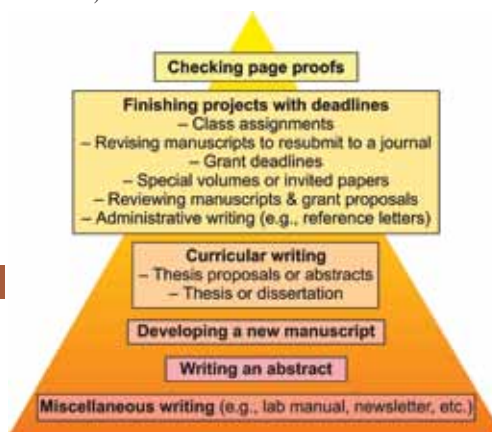 Checking page proofs
Finishing projects with deadlines
– Class assignments
– Revising manuscripts to resubmit to a journal
– Grant deadlines
– Special volumes or invited papers
– Reviewing manuscripts & grant proposals
– Administrative writing (e.g., reference letters)
Curricular writing
– Thesis proposals or abstracts
– Thesis or dissertation
Developing a new manuscript
Writing an abstract
Miscellaneous writing (e.g., lab manual, newsletter, etc.)